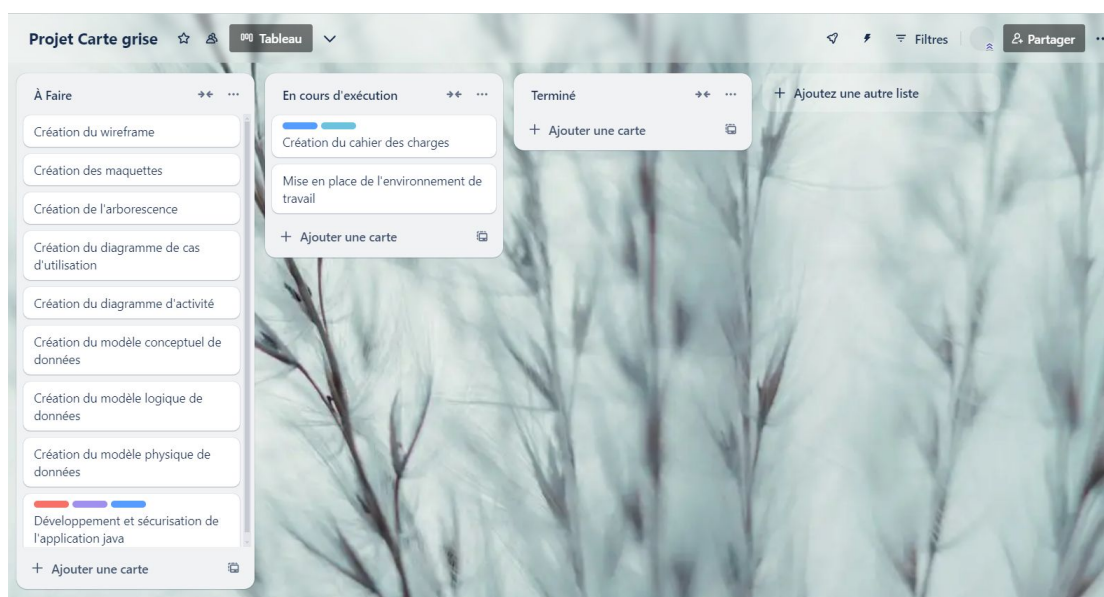 Projet Carte grise
Tableau
Filtres
Partager
À Faire
Création du wireframe
Création des maquettes
Création de l'arborescence
Création du diagramme de cas
d'utilisation
Création du diagramme d'activité
Création du modèle conceptuel de
données
Création du modèle logique de
données
Création du modèle physique de
données
Développement et sécurisation de
l'application java
+ Ajouter une carte
En cours d'exécution
Création du cahier des charges
Mise en place de l'environnement de
travail
+ Ajouter une carte
Terminé
+ Ajouter une carte
+ Ajoutez une autre liste